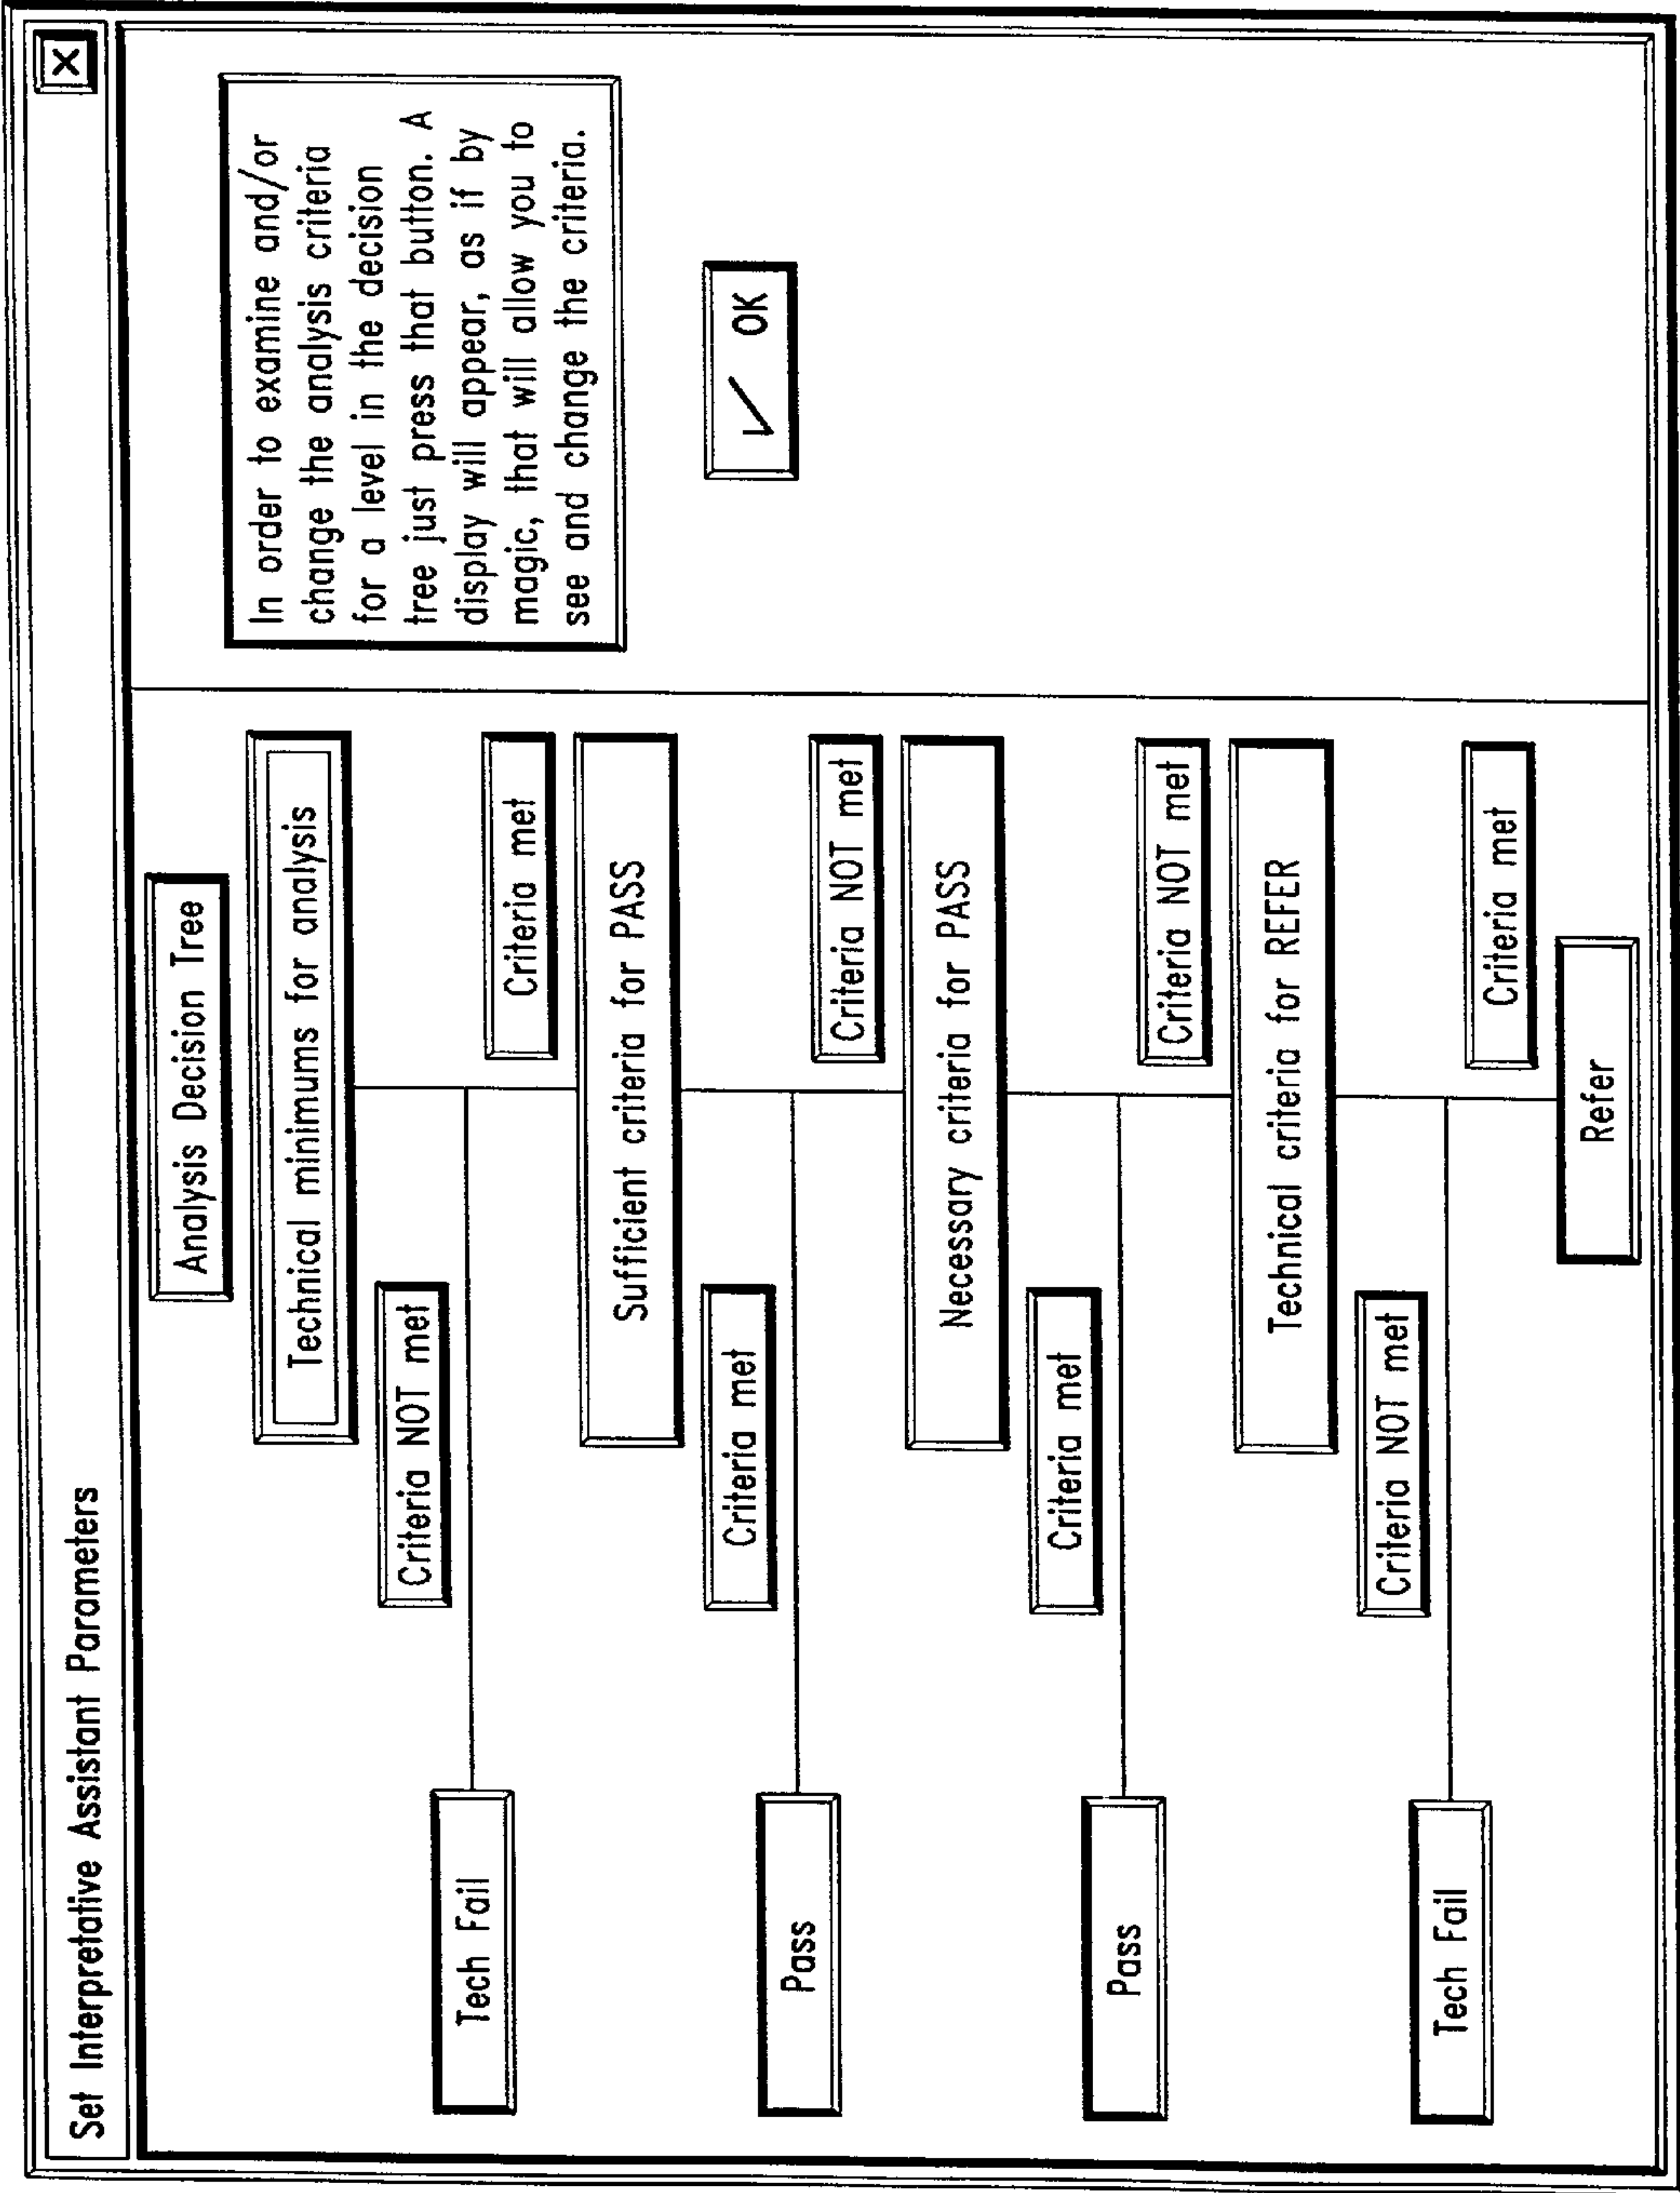 Set Interpretative Assistant Parameters
X
Analysis Decision Tree
Technical minimums for analysis
Criteria NOT met
Criteria met
Tech Fail
Sufficient criteria for PASS
Criteria met
Criteria NOT met
Pass
Necessary criteria for PASS
Criteria met
Criteria NOT met
Pass
Technical criteria for REFER
Criteria NOT met
Criteria met
Tech Fail
Refer
In order to examine and/or
change the analysis criteria
for a level in the decision
tree just press that button. A
display will appear, as if by
magic, that will allow you to
see and change the criteria.
✓ OK